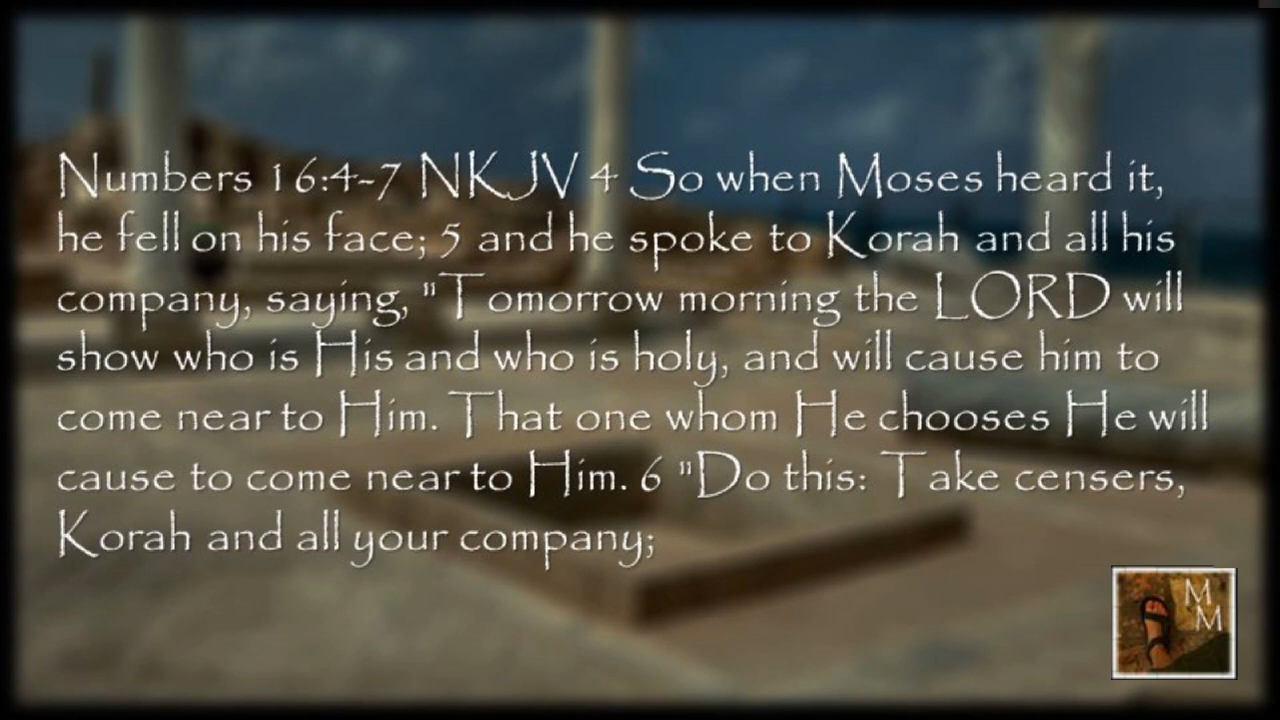 Numbers 16:4-7 NKJV 4 So when Moses heard it,
he fell on his face; 5 and he spoke to Korah and all his
company, saying, "Tomorrow morning the LORD will
show who is His and who is holy, and will cause him to
come near to Him. That one whom He chooses He will
cause to come near to Him. 6 "Do this: Take censers,
Korah and all your company;
M
M